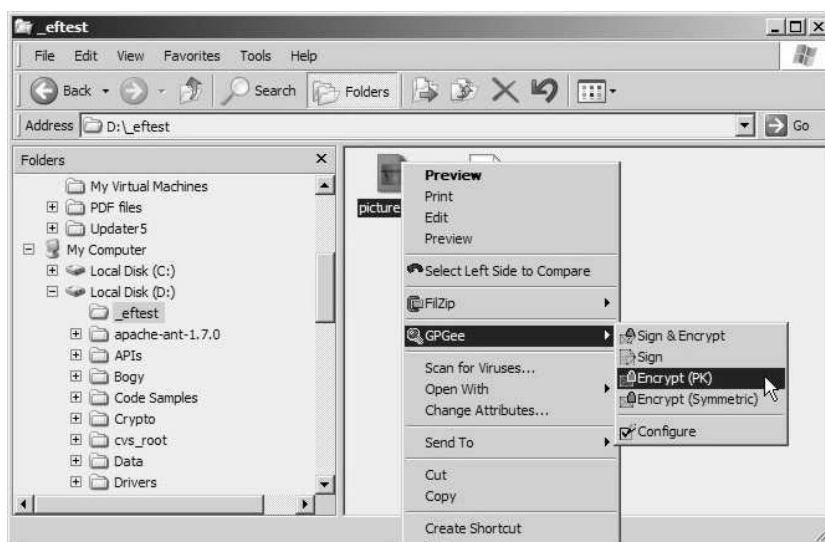 _eftest
File Edit View Favorites Tools Help
Back Search Folders
Address D:\_eftest Go
Folders
My Virtual Machines
PDF files
Updater5
My Computer
Local Disk (C:)
Local Disk (D:)
_eftest
apache-ant-1.7.0
APIs
Bogy
Code Samples
Crypto
cvs_root
Data
Drivers
picture
Preview
Print
Edit
Preview
Select Left Side to Compare
FilZip
GPGee
Scan for Viruses...
Open With
Change Attributes...
Send To
Cut
Copy
Create Shortcut
Sign & Encrypt
Sign
Encrypt (PK)
Encrypt (Symmetric)
Configure